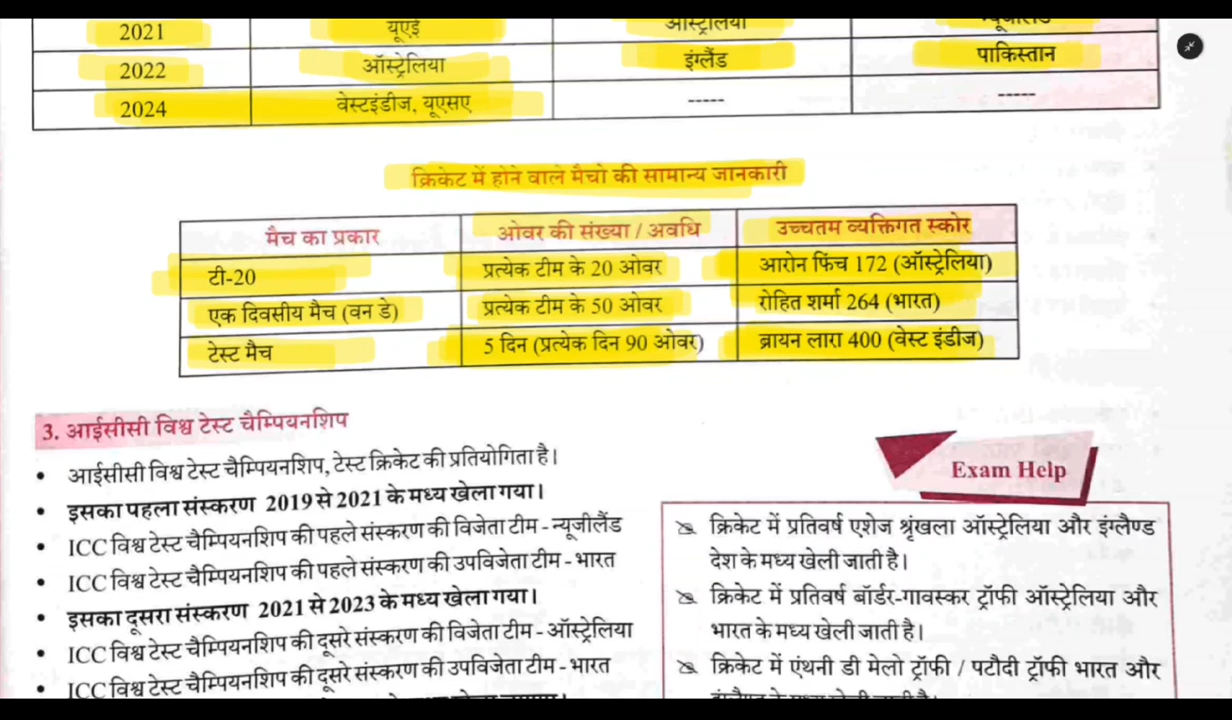 2021 यूएई ऑस्ट्रेलिया न्यूजीलैंड
2022 ऑस्ट्रेलिया इंग्लैंड पाकिस्तान
2024 वेस्टइंडीज, यूएसए ----- -----
क्रिकेट में होने वाले मैचो की सामान्य जानकारी
मैच का प्रकार ओवर की संख्या / अवधि उच्चतम व्यक्तिगत स्कोर
टी-20 प्रत्येक टीम के 20 ओवर आरोन फिंच 172 (ऑस्ट्रेलिया)
एक दिवसीय मैच (वन डे) प्रत्येक टीम के 50 ओवर रोहित शर्मा 264 (भारत)
टेस्ट मैच 5 दिन (प्रत्येक दिन 90 ओवर) ब्रायन लारा 400 (वेस्ट इंडीज)
3. आईसीसी विश्व टेस्ट चैम्पियनशिप
• आईसीसी विश्व टेस्ट चैम्पियनशिप, टेस्ट क्रिकेट की प्रतियोगिता है।
• इसका पहला संस्करण 2019 से 2021 के मध्य खेला गया।
• ICC विश्व टेस्ट चैम्पियनशिप की पहले संस्करण की विजेता टीम - न्यूजीलैंड
• ICC विश्व टेस्ट चैम्पियनशिप की पहले संस्करण की उपविजेता टीम - भारत
• इसका दूसरा संस्करण 2021 से 2023 के मध्य खेला गया।
• ICC विश्व टेस्ट चैम्पियनशिप की दूसरे संस्करण की विजेता टीम - ऑस्ट्रेलिया
• ICC विश्व टेस्ट चैम्पियनशिप की दूसरे संस्करण की उपविजेता टीम - भारत
Exam Help
क्रिकेट में प्रतिवर्ष एशेज श्रृंखला ऑस्ट्रेलिया और इंग्लैण्ड
देश के मध्य खेली जाती है।
क्रिकेट में प्रतिवर्ष बॉर्डर-गावस्कर ट्रॉफी ऑस्ट्रेलिया और
भारत के मध्य खेली जाती है।
क्रिकेट में एंथनी डी मेलो ट्रॉफी / पटौदी ट्रॉफी भारत और